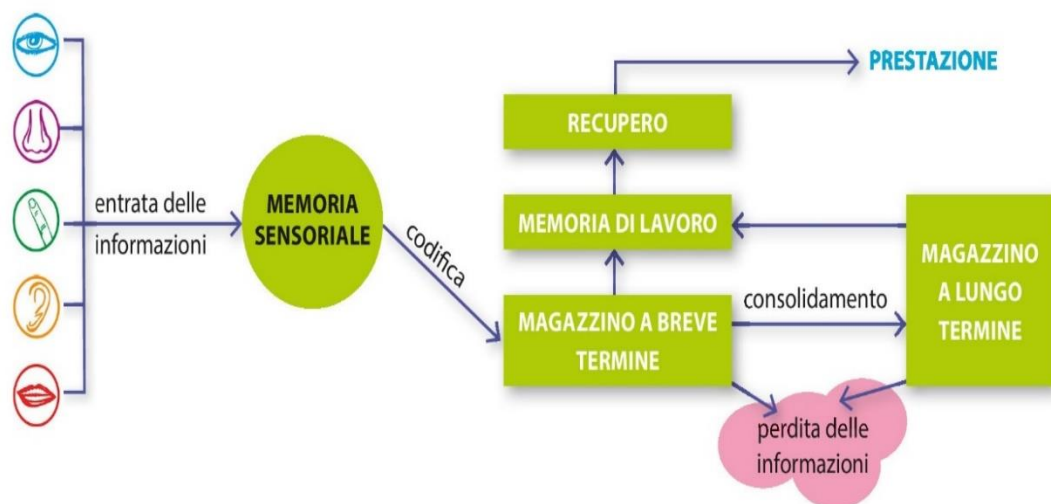 entrata delle
informazioni
MEMORIA
SENSORIALE
codifica
PRESTAZIONE
RECUPERO
MEMORIA DI LAVORO
MAGAZZINO A BREVE
TERMINE
consolidamento
MAGAZZINO
A LUNGO
TERMINE
perdita delle
informazioni